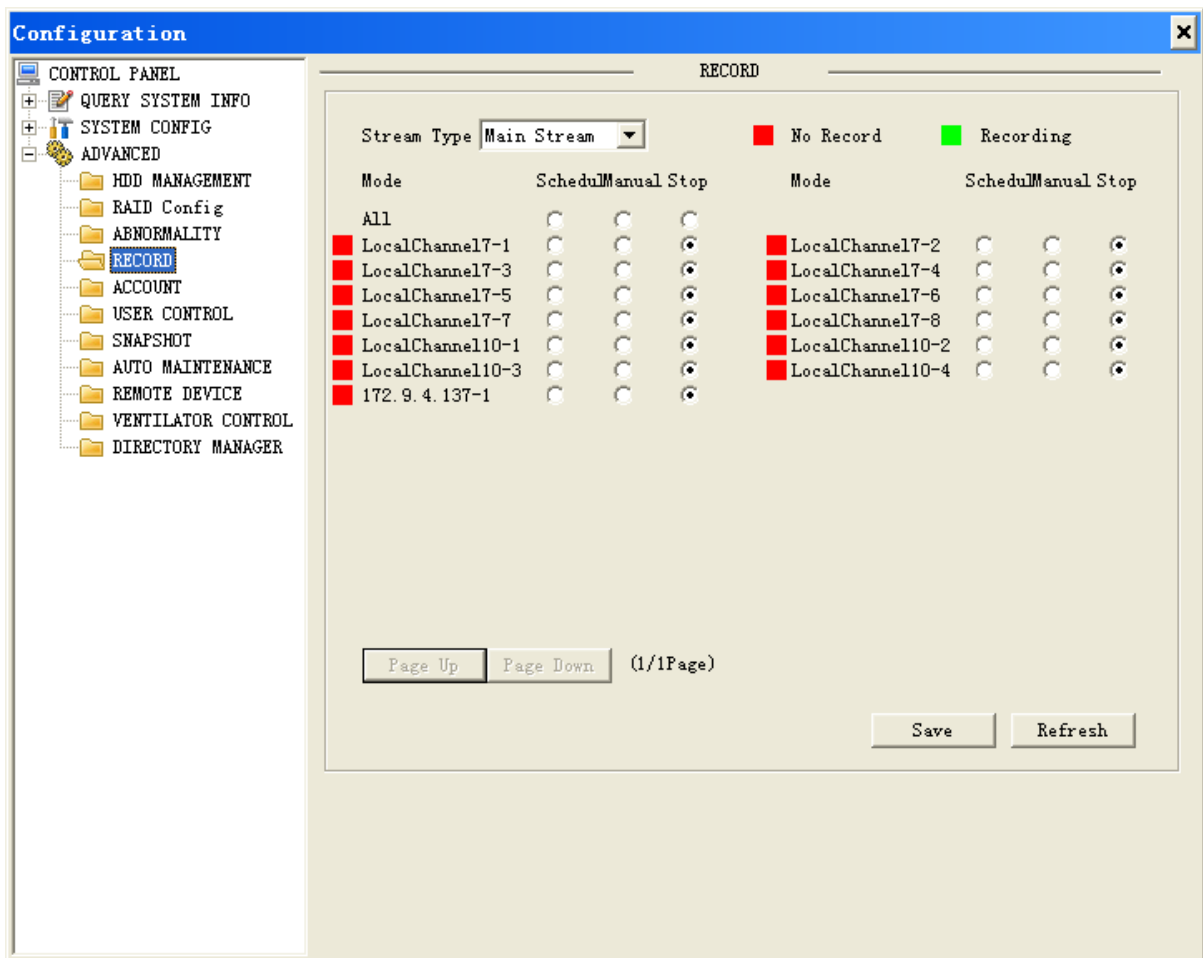 Configuration
CONTROL PANEL
QUERY SYSTEM INFO
SYSTEM CONFIG
ADVANCED
HDD MANAGEMENT
RAID Config
ABNORMALITY
RECORD
ACCOUNT
USER CONTROL
SNAPSHOT
AUTO MAINTENANCE
REMOTE DEVICE
VENTILATOR CONTROL
DIRECTORY MANAGER
RECORD
Stream Type Main Stream No Record Recording
Mode Schedul Manual Stop Mode Schedul Manual Stop
All
LocalChannel7-1 LocalChannel7-2
LocalChannel7-3 LocalChannel7-4
LocalChannel7-5 LocalChannel7-6
LocalChannel7-7 LocalChannel7-8
LocalChannel10-1 LocalChannel10-2
LocalChannel10-3 LocalChannel10-4
172.9.4.137-1
Page Up Page Down (1/1Page)
Save Refresh